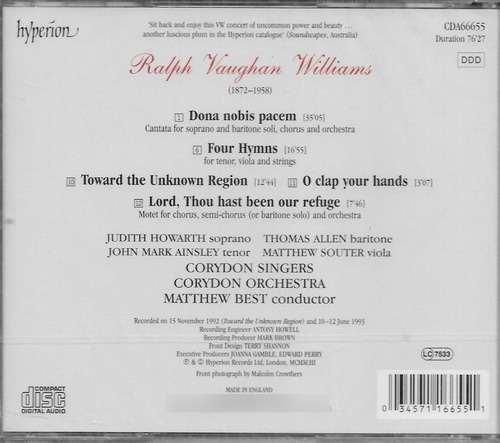 hyperion
'Sit back and enjoy this VW concert of uncommon power and beauty ...
another luscious plum in the Hyperion catalogue' (Soundscapes, Australia)
CDA66655
Duration 76'27
DDD
Ralph Vaughan Williams
(1872–1958)
1 Dona nobis pacem [35'05]
Cantata for soprano and baritone soli, chorus and orchestra
6 Four Hymns [16'55]
for tenor, viola and strings
10 Toward the Unknown Region [12'44] 11 O clap your hands [3'07]
12 Lord, Thou hast been our refuge [7'46]
Motet for chorus, semi-chorus (or baritone solo) and orchestra
JUDITH HOWARTH soprano THOMAS ALLEN baritone
JOHN MARK AINSLEY tenor MATTHEW SOUTER viola
CORYDON SINGERS
CORYDON ORCHESTRA
MATTHEW BEST conductor
Recorded on 15 November 1992 (Toward the Unknown Region) and 10–12 June 1993
Recording Engineer ANTONY HOWELL
Recording Producer MARK BROWN
Front Design TERRY SHANNON
Executive Producers JOANNA GAMBLE, EDWARD PERRY
℗ & © Hyperion Records Ltd, London, MCMXCIII
Front photograph by Malcolm Crowthers
MADE IN ENGLAND
COMPACT
disc
DIGITAL AUDIO
LC 7533
0 34571 16655 1